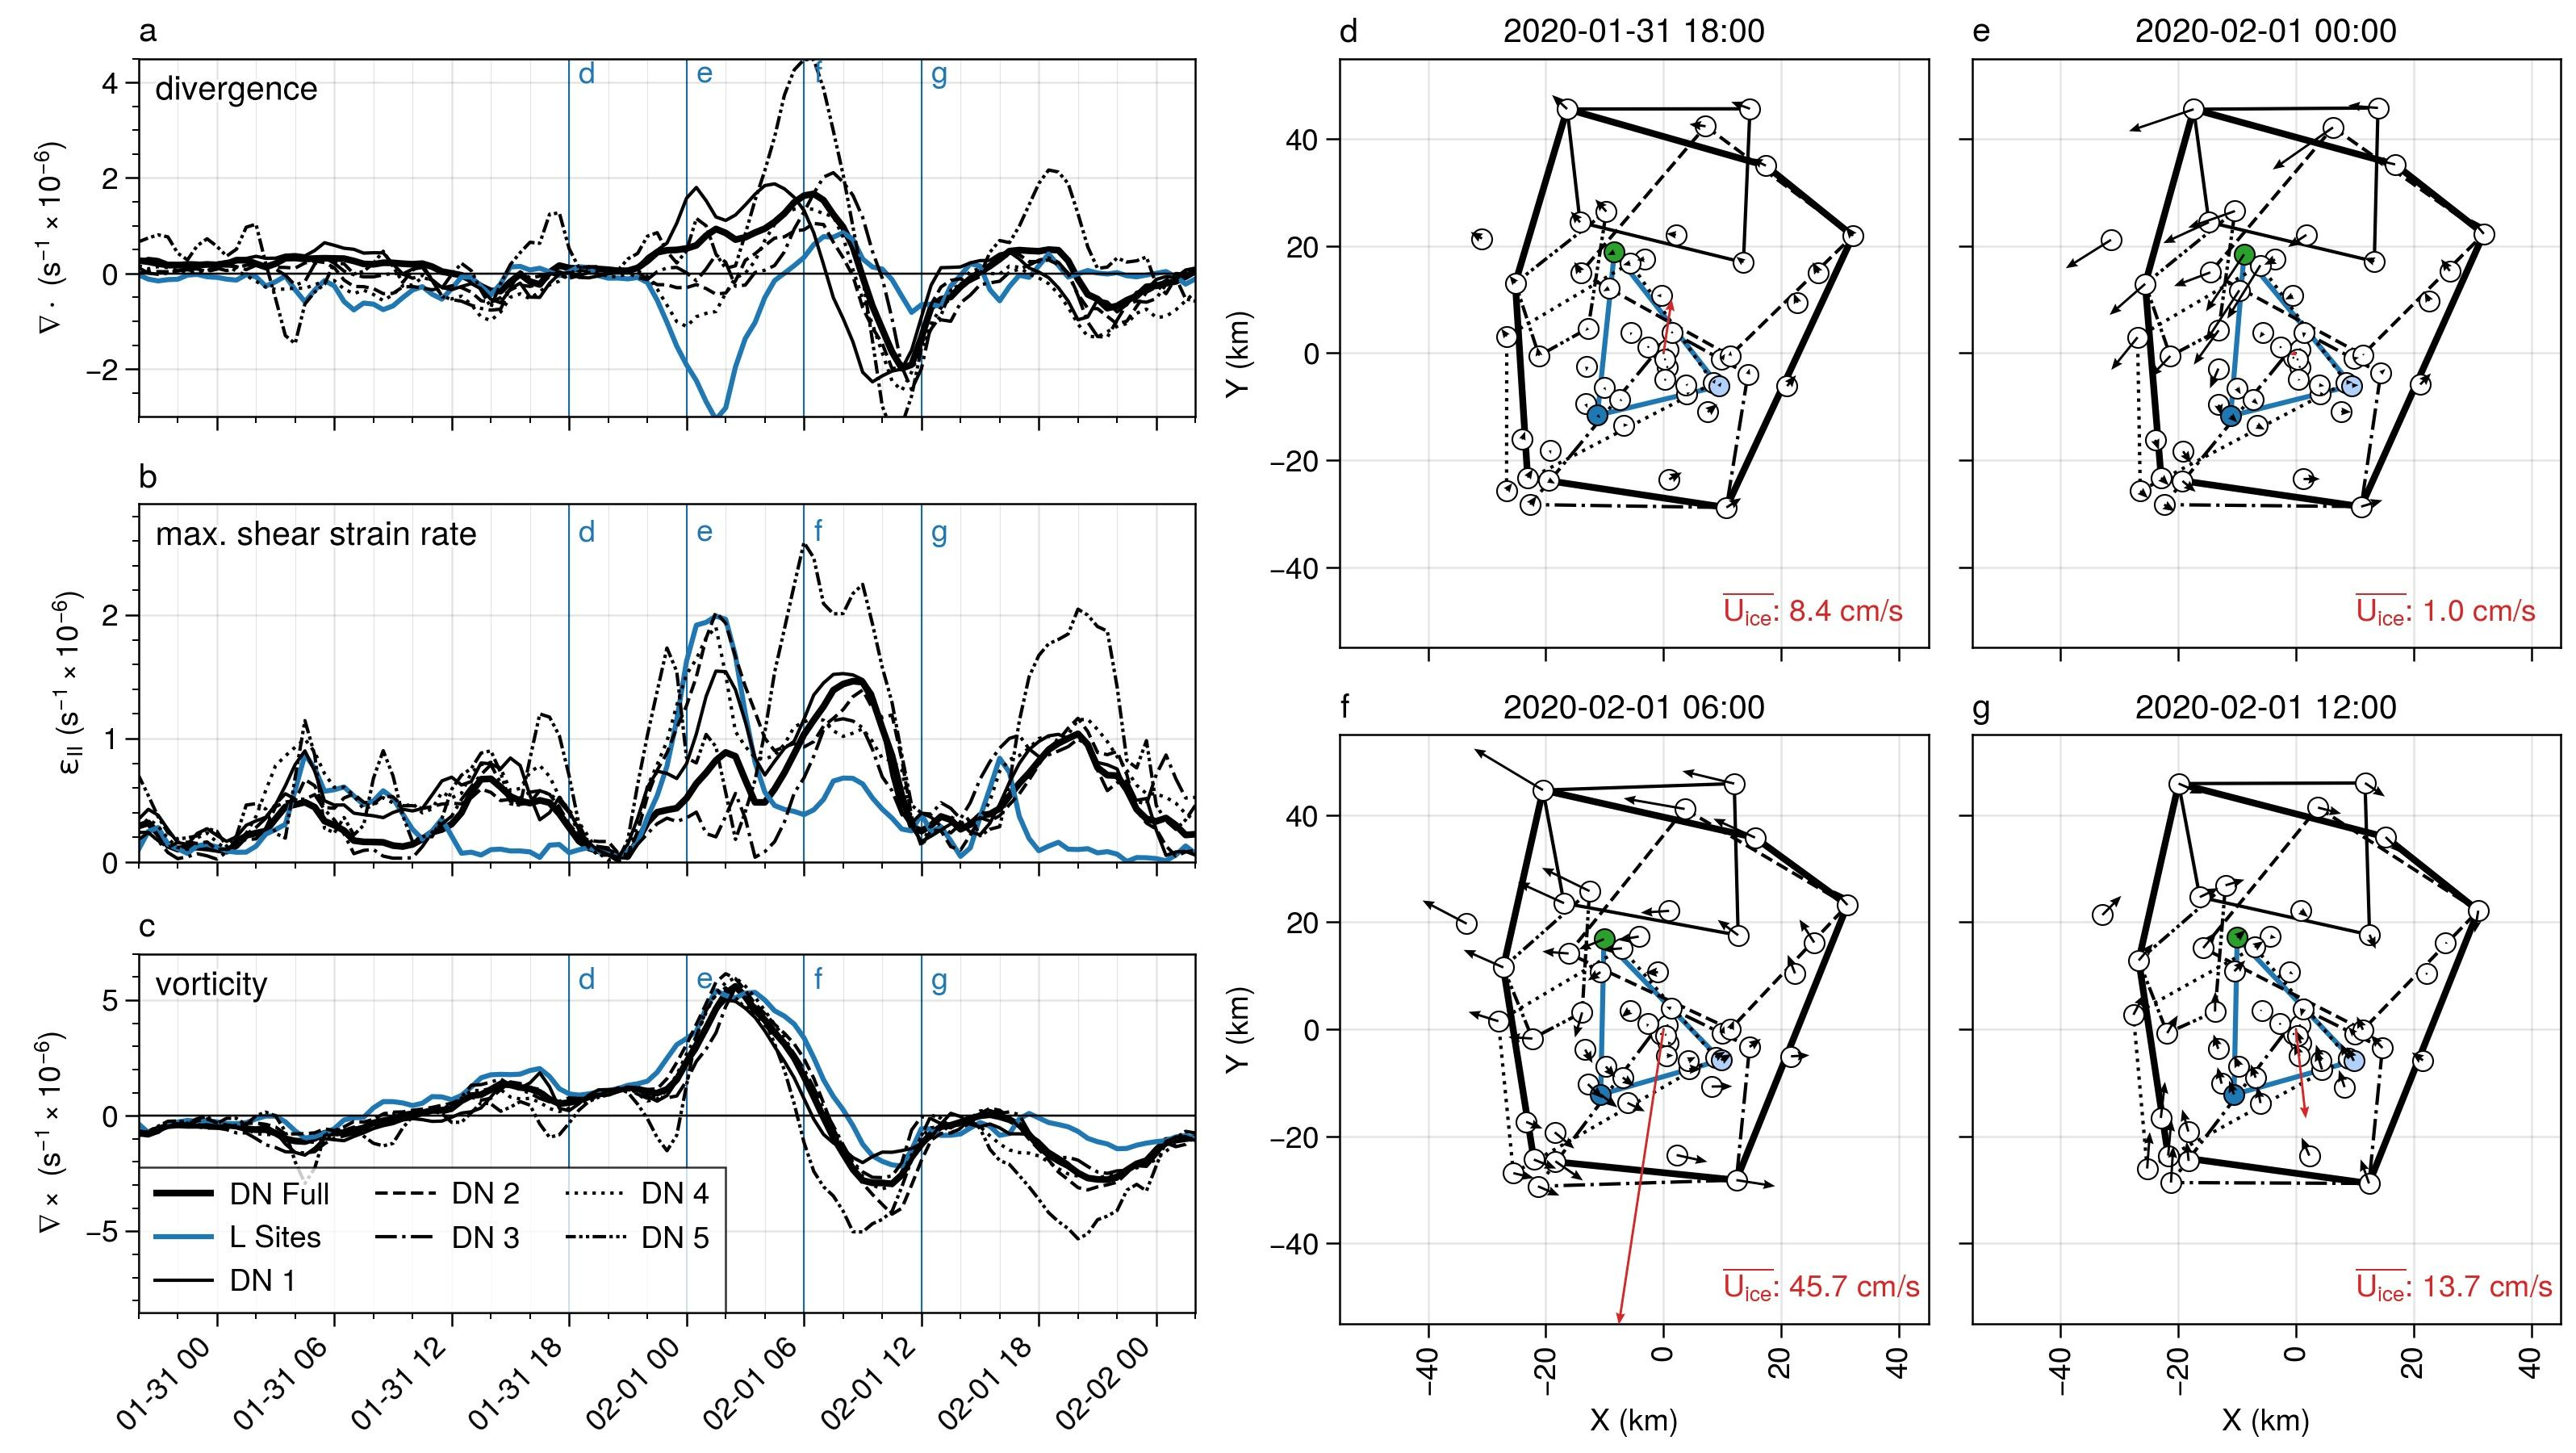 a
divergence
d
e
f
g
4
2
0
−2
∇· (s⁻¹ × 10⁻⁶)
b
max. shear strain rate
d
e
f
g
2
1
0
ε_II (s⁻¹ × 10⁻⁶)
c
vorticity
d
e
f
g
5
0
−5
∇× (s⁻¹ × 10⁻⁶)
DN Full
DN 2
DN 4
L Sites
DN 3
DN 5
DN 1
01-31 00
01-31 06
01-31 12
01-31 18
02-01 00
02-01 06
02-01 12
02-01 18
02-02 00
d
2020-01-31 18:00
40
20
0
−20
−40
Y (km)
U_ice: 8.4 cm/s
e
2020-02-01 00:00
U_ice: 1.0 cm/s
f
2020-02-01 06:00
40
20
0
−20
−40
Y (km)
U_ice: 45.7 cm/s
−40
−20
0
20
40
X (km)
g
2020-02-01 12:00
U_ice: 13.7 cm/s
−40
−20
0
20
40
X (km)